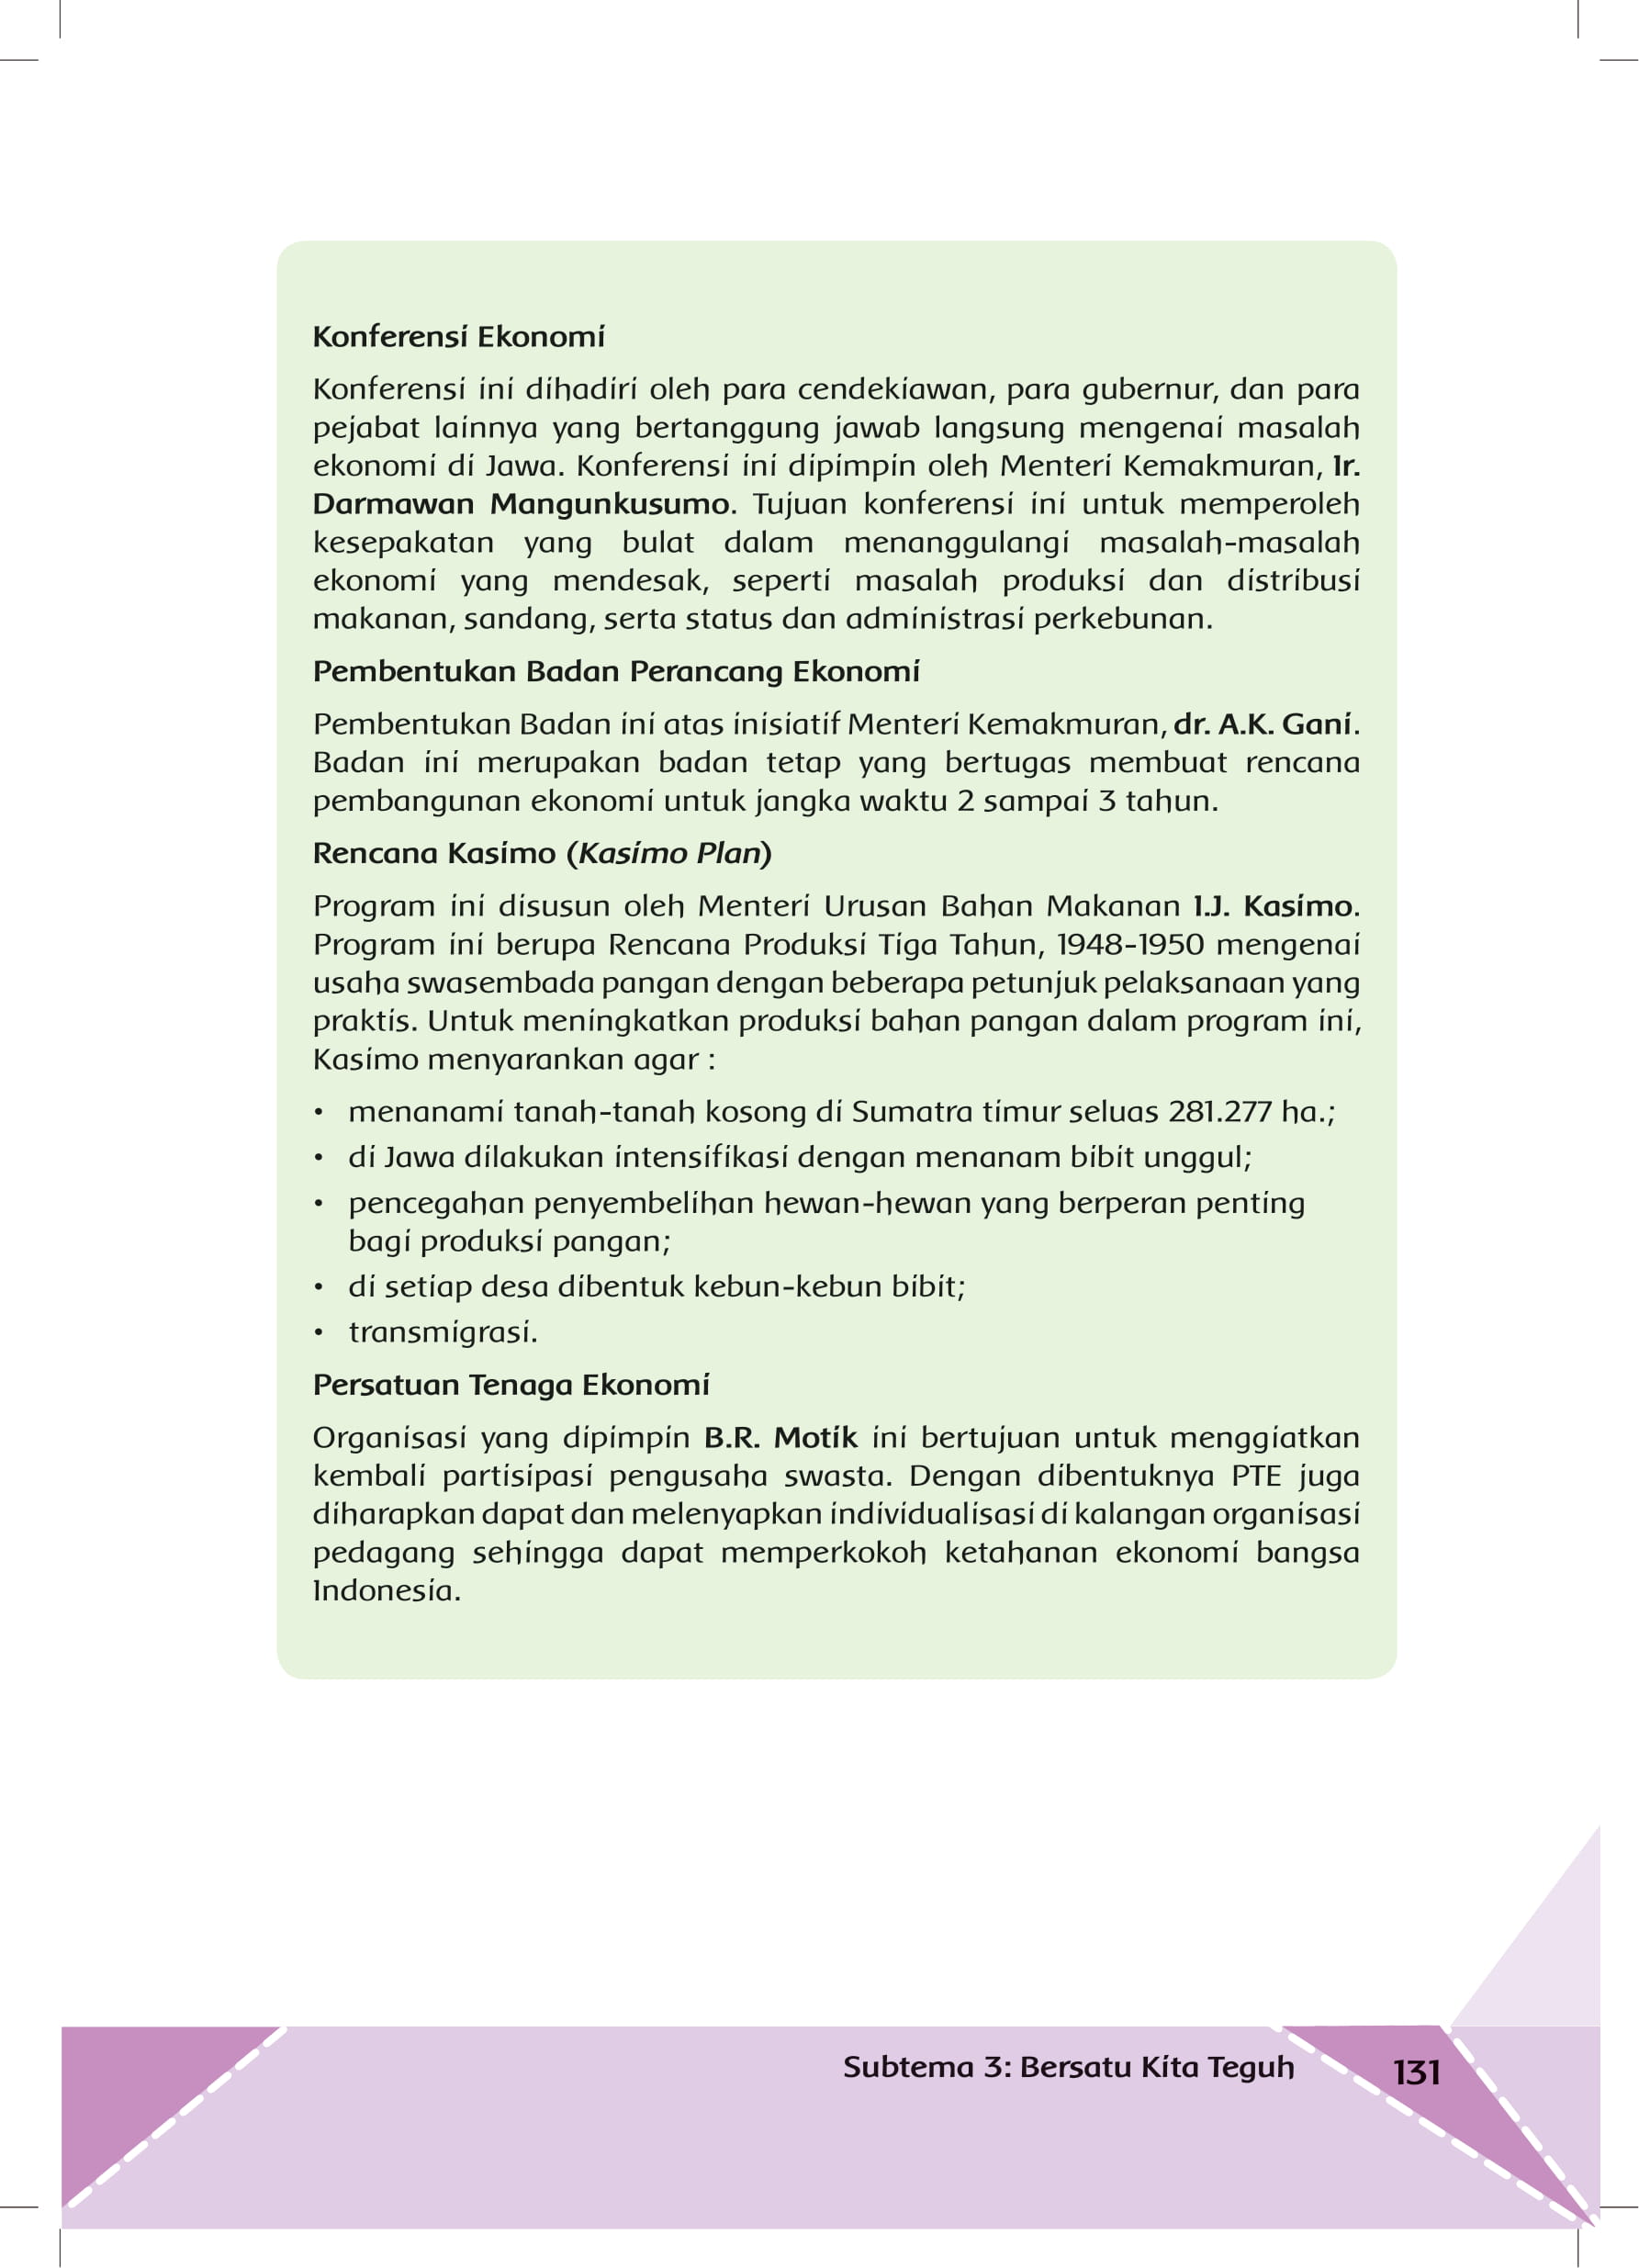 Konferensi Ekonomi
Konferensi ini dihadiri oleh para cendekiawan, para gubernur, dan para
pejabat lainnya yang bertanggung jawab langsung mengenai masalah
ekonomi di Jawa. Konferensi ini dipimpin oleh Menteri Kemakmuran, Ir.
Darmawan Mangunkusumo. Tujuan konferensi ini untuk memperoleh
kesepakatan yang bulat dalam menanggulangi masalah-masalah
ekonomi yang mendesak, seperti masalah produksi dan distribusi
makanan, sandang, serta status dan administrasi perkebunan.
Pembentukan Badan Perancang Ekonomi
Pembentukan Badan ini atas inisiatif Menteri Kemakmuran, dr. A.K. Gani.
Badan ini merupakan badan tetap yang bertugas membuat rencana
pembangunan ekonomi untuk jangka waktu 2 sampai 3 tahun.
Rencana Kasimo (Kasimo Plan)
Program ini disusun oleh Menteri Urusan Bahan Makanan I.J. Kasimo.
Program ini berupa Rencana Produksi Tiga Tahun, 1948-1950 mengenai
usaha swasembada pangan dengan beberapa petunjuk pelaksanaan yang
praktis. Untuk meningkatkan produksi bahan pangan dalam program ini,
Kasimo menyarankan agar :
• menanami tanah-tanah kosong di Sumatra timur seluas 281.277 ha.;
• di Jawa dilakukan intensifikasi dengan menanam bibit unggul;
• pencegahan penyembelihan hewan-hewan yang berperan penting
bagi produksi pangan;
• di setiap desa dibentuk kebun-kebun bibit;
• transmigrasi.
Persatuan Tenaga Ekonomi
Organisasi yang dipimpin B.R. Motik ini bertujuan untuk menggiatkan
kembali partisipasi pengusaha swasta. Dengan dibentuknya PTE juga
diharapkan dapat dan melenyapkan individualisasi di kalangan organisasi
pedagang sehingga dapat memperkokoh ketahanan ekonomi bangsa
Indonesia.
Subtema 3: Bersatu Kita Teguh 131